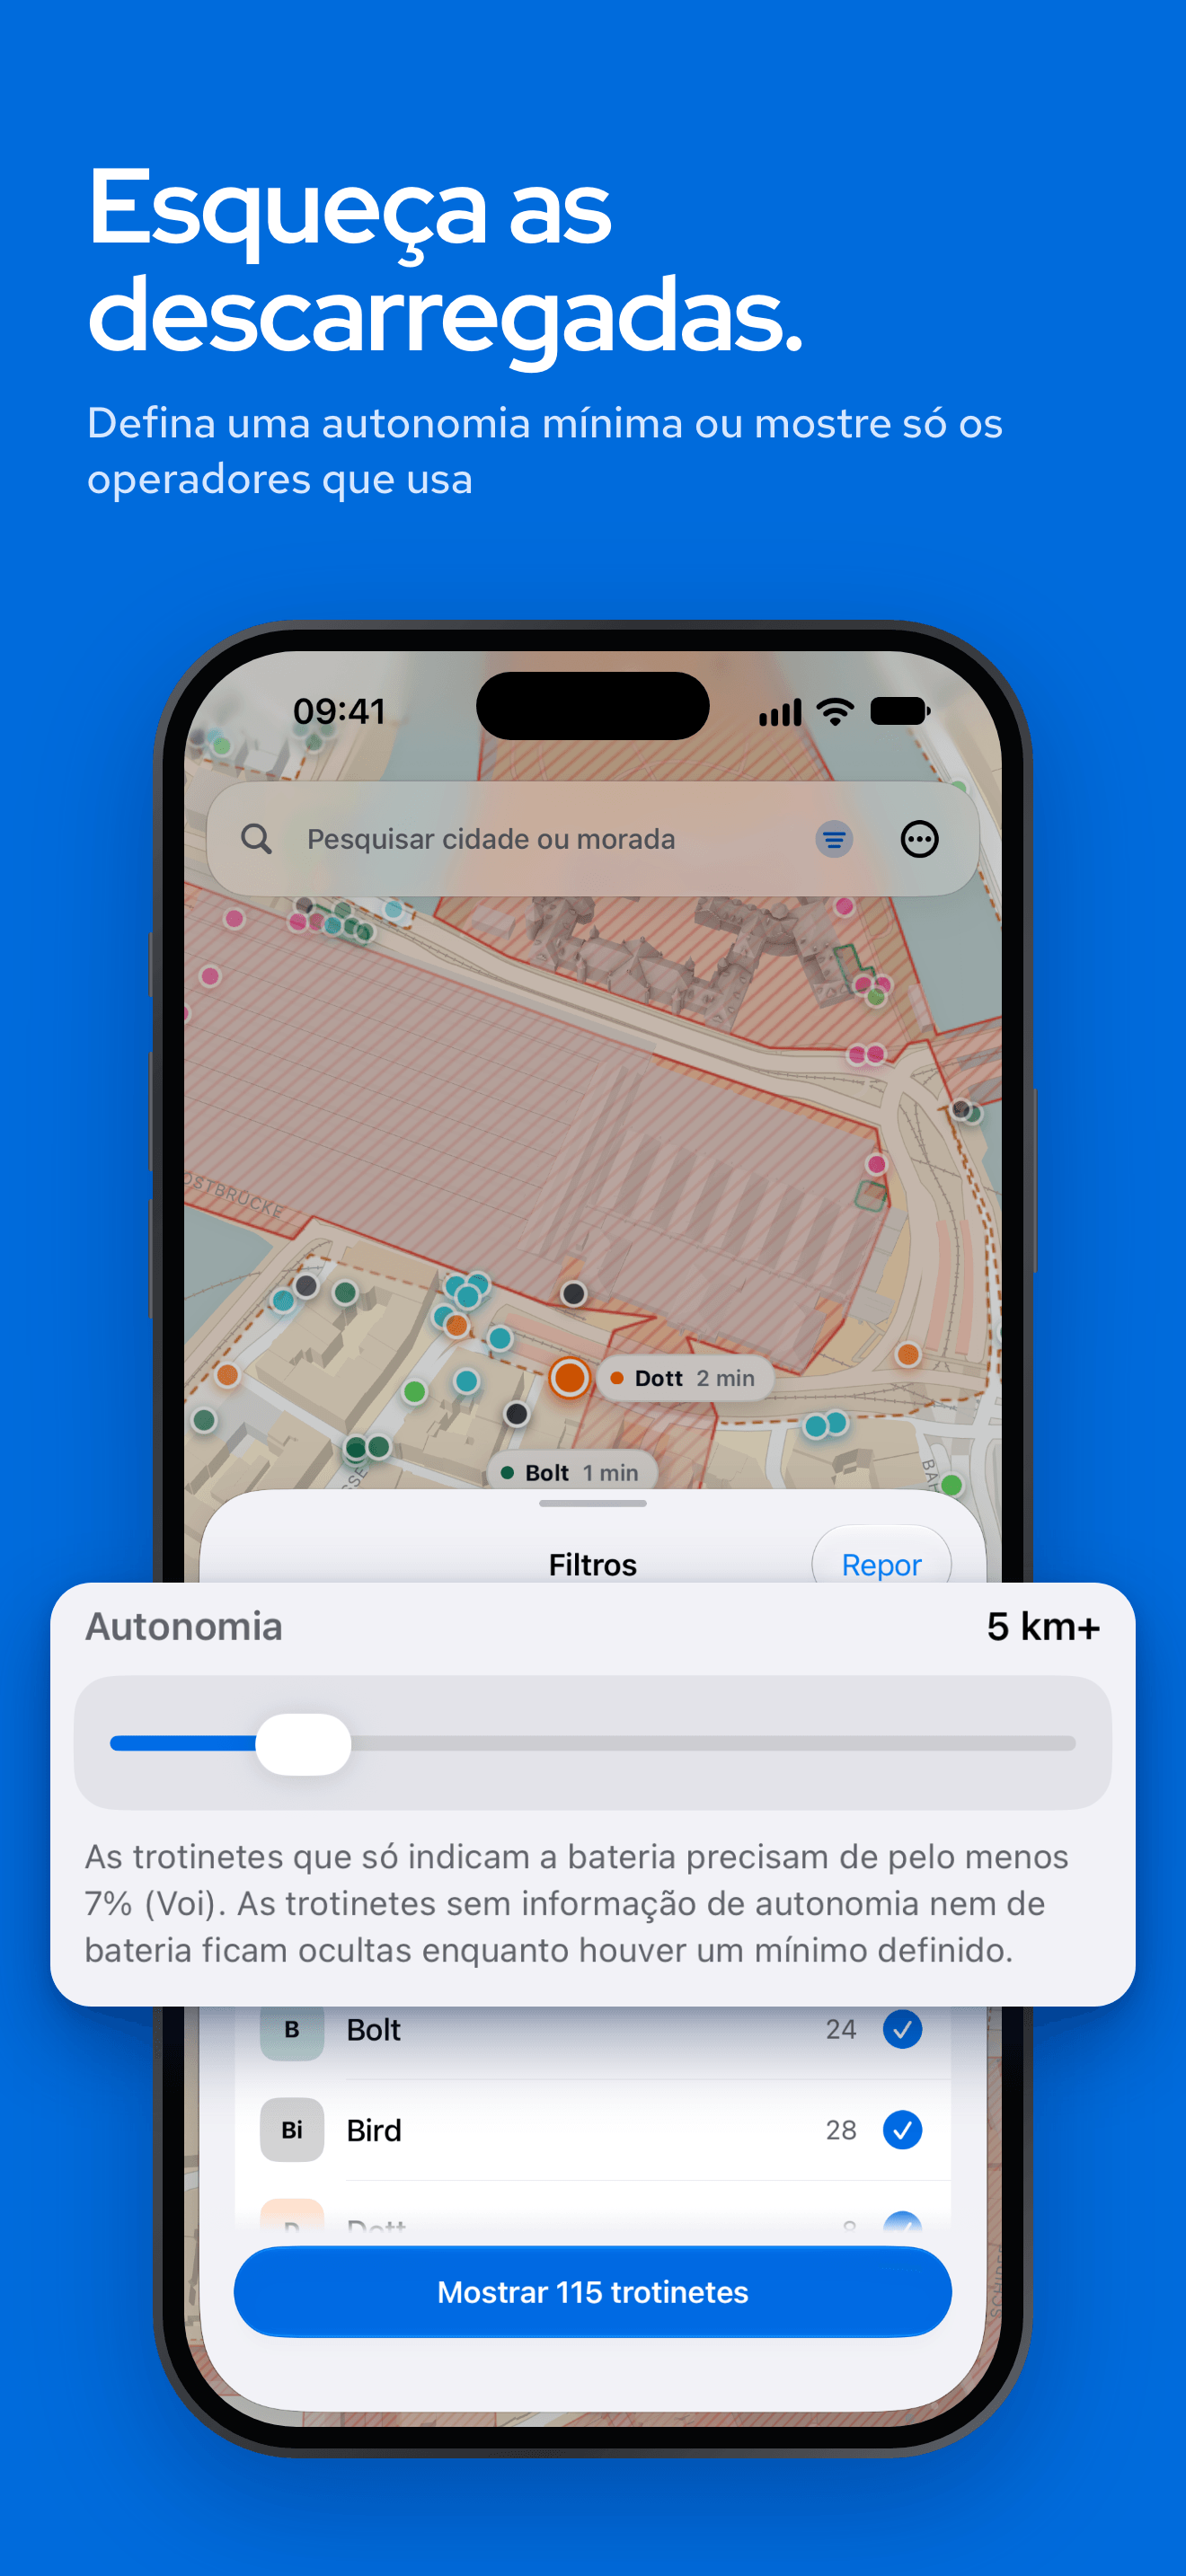 Esqueça as
descarregadas.
Defina uma autonomia mínima ou mostre só os
operadores que usa
09:41
Pesquisar cidade ou morada
OSTBRÜCKE
Dott 2 min
Bolt 1 min
Filtros
Repor
Autonomia
5 km+
As trotinetes que só indicam a bateria precisam de pelo menos
7% (Voi). As trotinetes sem informação de autonomia nem de
bateria ficam ocultas enquanto houver um mínimo definido.
B Bolt 24
Bi Bird 28
D Dott 8
Mostrar 115 trotinetes